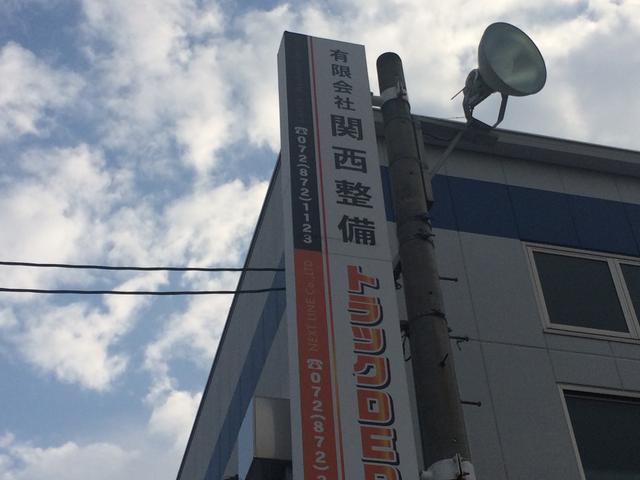 有限会社 関西整備
☎072(872)1123
トラックDEP
NEXT LINE Co.,LTD
☎072(872)